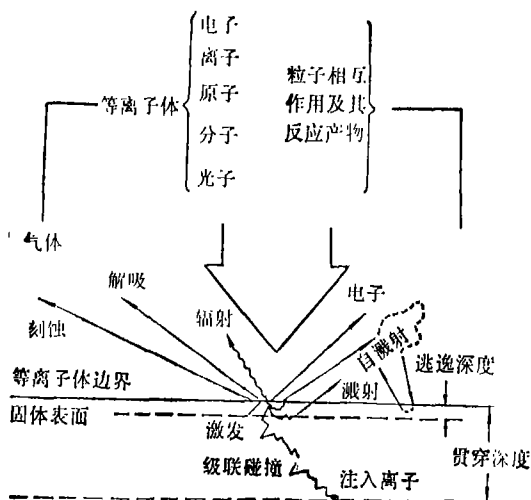 电子
离子
等离子体
原子
分子
光子
粒子相互
作用及其
反应产物
气体
解吸
辐射
电子
刻蚀
自溅射
溅射
逃逸深度
等离子体边界
固体表面
激发
级联碰撞
注入离子
贯穿深度